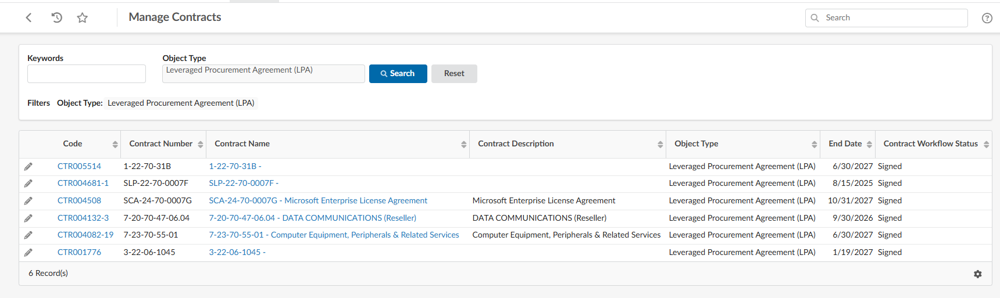 Manage Contracts
Search
Keywords
Object Type
Leveraged Procurement Agreement (LPA)
Search
Reset
Filters Object Type: Leveraged Procurement Agreement (LPA)
Code Contract Number Contract Name Contract Description Object Type End Date Contract Workflow Status
CTR005514 1-22-70-31B 1-22-70-31B - Leveraged Procurement Agreement (LPA) 6/30/2027 Signed
CTR004681-1 SLP-22-70-0007F SLP-22-70-0007F - Leveraged Procurement Agreement (LPA) 8/15/2025 Signed
CTR004508 SCA-24-70-0007G SCA-24-70-0007G - Microsoft Enterprise License Agreement Microsoft Enterprise License Agreement Leveraged Procurement Agreement (LPA) 10/31/2027 Signed
CTR004132-3 7-20-70-47-06.04 7-20-70-47-06.04 - DATA COMMUNICATIONS (Reseller) DATA COMMUNICATIONS (Reseller) Leveraged Procurement Agreement (LPA) 9/30/2026 Signed
CTR004082-19 7-23-70-55-01 7-23-70-55-01 - Computer Equipment, Peripherals & Related Services Computer Equipment, Peripherals & Related Services Leveraged Procurement Agreement (LPA) 6/30/2027 Signed
CTR001776 3-22-06-1045 3-22-06-1045 - Leveraged Procurement Agreement (LPA) 1/19/2027 Signed
6 Record(s)